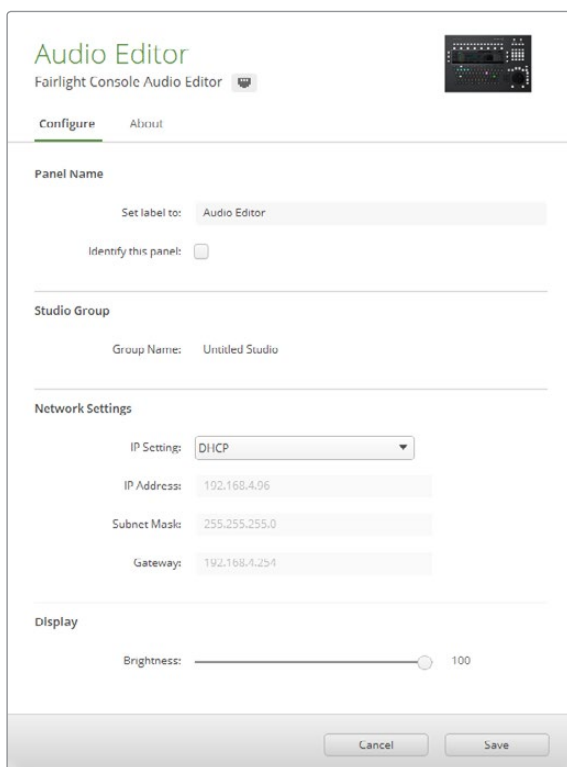 Audio Editor
Fairlight Console Audio Editor
Configure About
Panel Name
Set label to: Audio Editor
Identify this panel:
Studio Group
Group Name: Untitled Studio
Network Settings
IP Setting: DHCP
IP Address: 192.168.4.96
Subnet Mask: 255.255.255.0
Gateway: 192.168.4.254
Display
Brightness: 100
Cancel Save